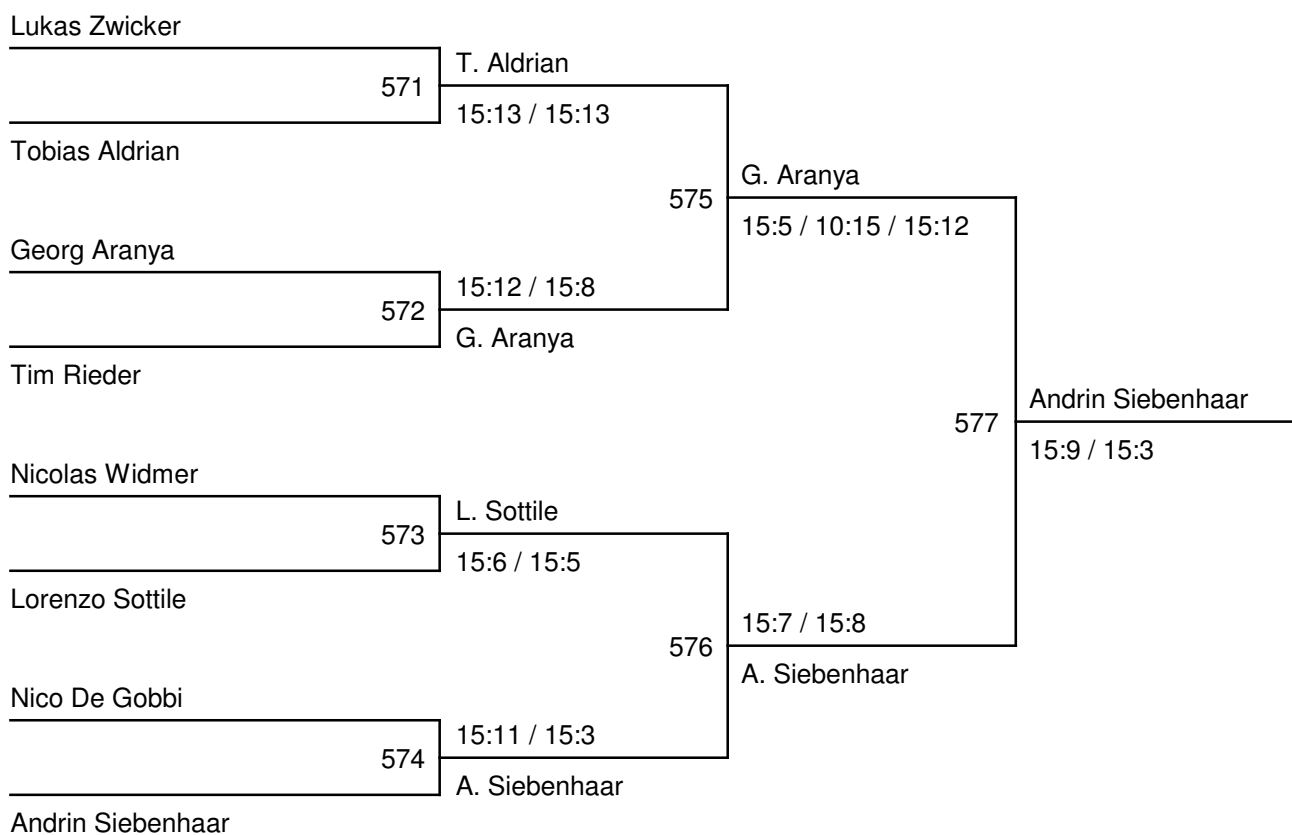 Lukas Zwicker
T. Aldrian
571
15:13 / 15:13
Tobias Aldrian
G. Aranya
575
15:5 / 10:15 / 15:12
Georg Aranya
15:12 / 15:8
572
G. Aranya
Tim Rieder
Andrin Siebenhaar
577
15:9 / 15:3
Nicolas Widmer
L. Sottile
573
15:6 / 15:5
Lorenzo Sottile
15:7 / 15:8
576
A. Siebenhaar
Nico De Gobbi
15:11 / 15:3
574
A. Siebenhaar
Andrin Siebenhaar